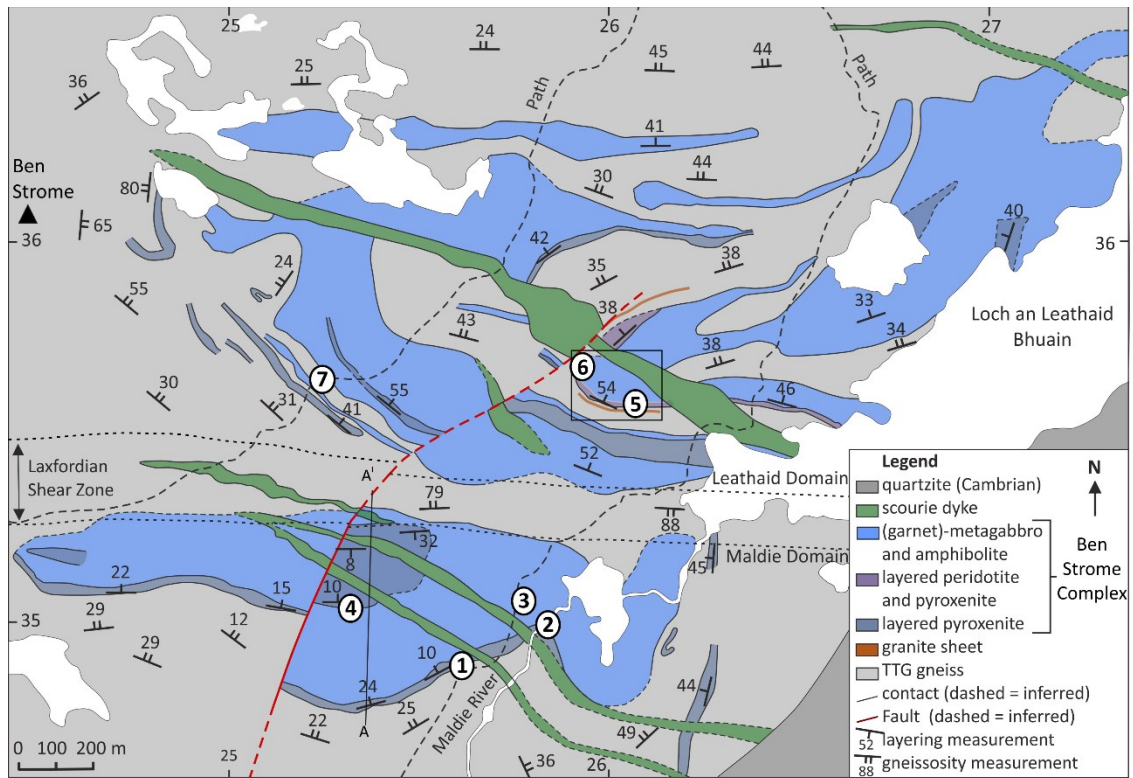 25
26
27
24
45
44
36
25
Path
Path
41
Ben
Strome
80
44
30
65
40
36
42
38
36
24
35
55
33
Loch an Leathaid
Bhuain
43
38
34
38
6
7
54
5
46
55
30
31
41
52
Laxfordian
Shear Zone
A'
Leathaid Domain
79
88
32
Maldie Domain
8
45
22
15
10
3
4
2
35
29
12
29
10
1
44
24
Maldie River
25
A
22
49
0 100 200 m
25
36
26
Legend
N
quartzite (Cambrian)
scourie dyke
(garnet)-metagabbro
and amphibolite
layered peridotite
and pyroxenite
layered pyroxenite
Ben
Strome
Complex
granite sheet
TTG gneiss
contact (dashed = inferred)
Fault (dashed = inferred)
layering measurement
52
gneissosity measurement
88